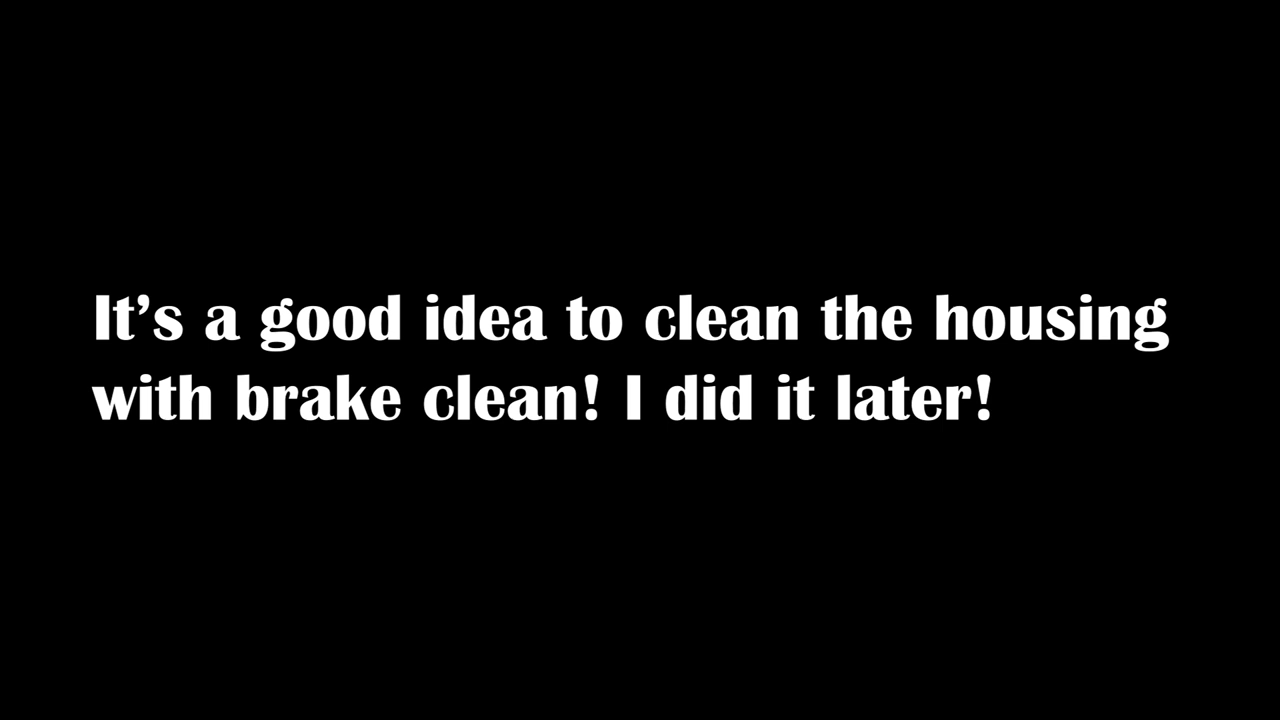 It’s a good idea to clean the housing
with brake clean! I did it later!